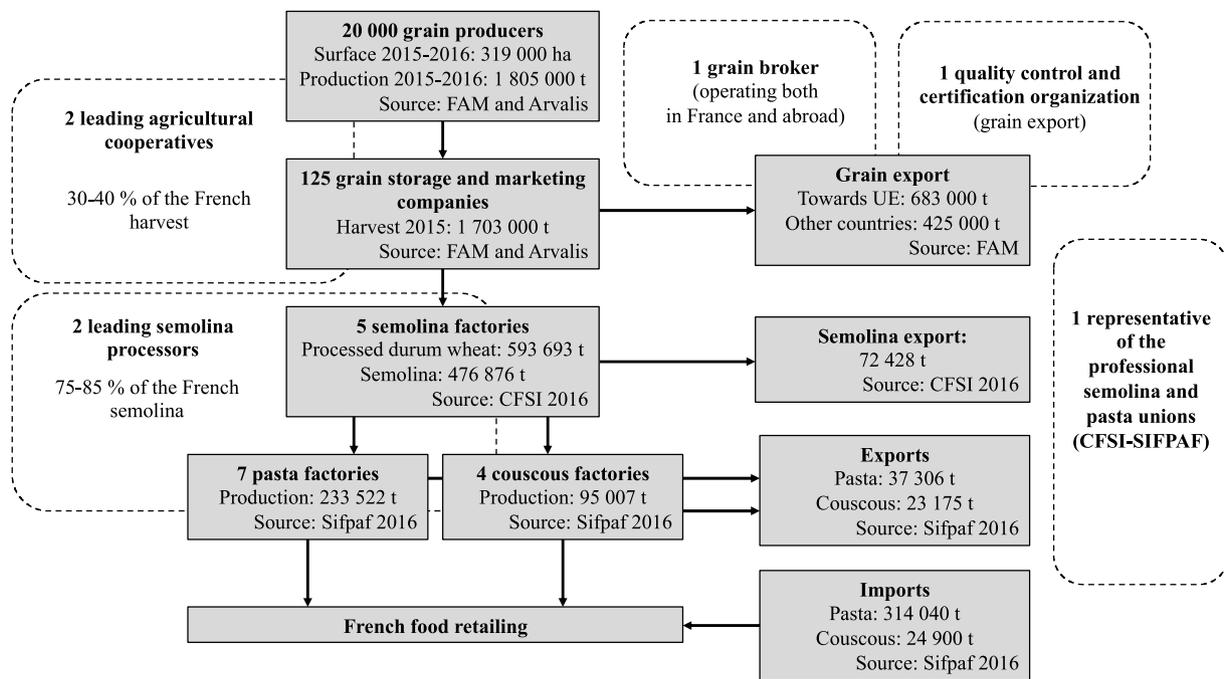 20 000 grain producers
Surface 2015-2016: 319 000 ha
Production 2015-2016: 1 805 000 t
Source: FAM and Arvalis
1 grain broker
(operating both
in France and abroad)
1 quality control and
certification organization
(grain export)
2 leading agricultural
cooperatives
30-40 % of the French
harvest
125 grain storage and marketing
companies
Harvest 2015: 1 703 000 t
Source: FAM and Arvalis
Grain export
Towards UE: 683 000 t
Other countries: 425 000 t
Source: FAM
2 leading semolina
processors
75-85 % of the French
semolina
5 semolina factories
Processed durum wheat: 593 693 t
Semolina: 476 876 t
Source: CFSI 2016
Semolina export:
72 428 t
Source: CFSI 2016
1 representative
of the
professional
semolina and
pasta unions
(CFSI-SIFPAF)
7 pasta factories
Production: 233 522 t
Source: Sifpaf 2016
4 couscous factories
Production: 95 007 t
Source: Sifpaf 2016
Exports
Pasta: 37 306 t
Couscous: 23 175 t
Source: Sifpaf 2016
French food retailing
Imports
Pasta: 314 040 t
Couscous: 24 900 t
Source: Sifpaf 2016